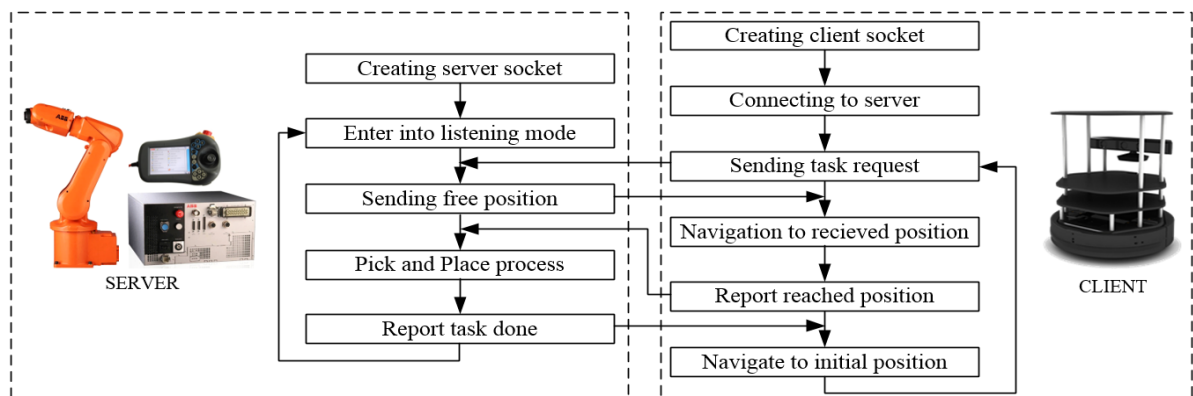 Creating server socket
Enter into listening mode
Sending free position
Pick and Place process
Report task done
SERVER
ABB
ABB
Creating client socket
Connecting to server
Sending task request
Navigation to recieved position
Report reached position
Navigate to initial position
CLIENT